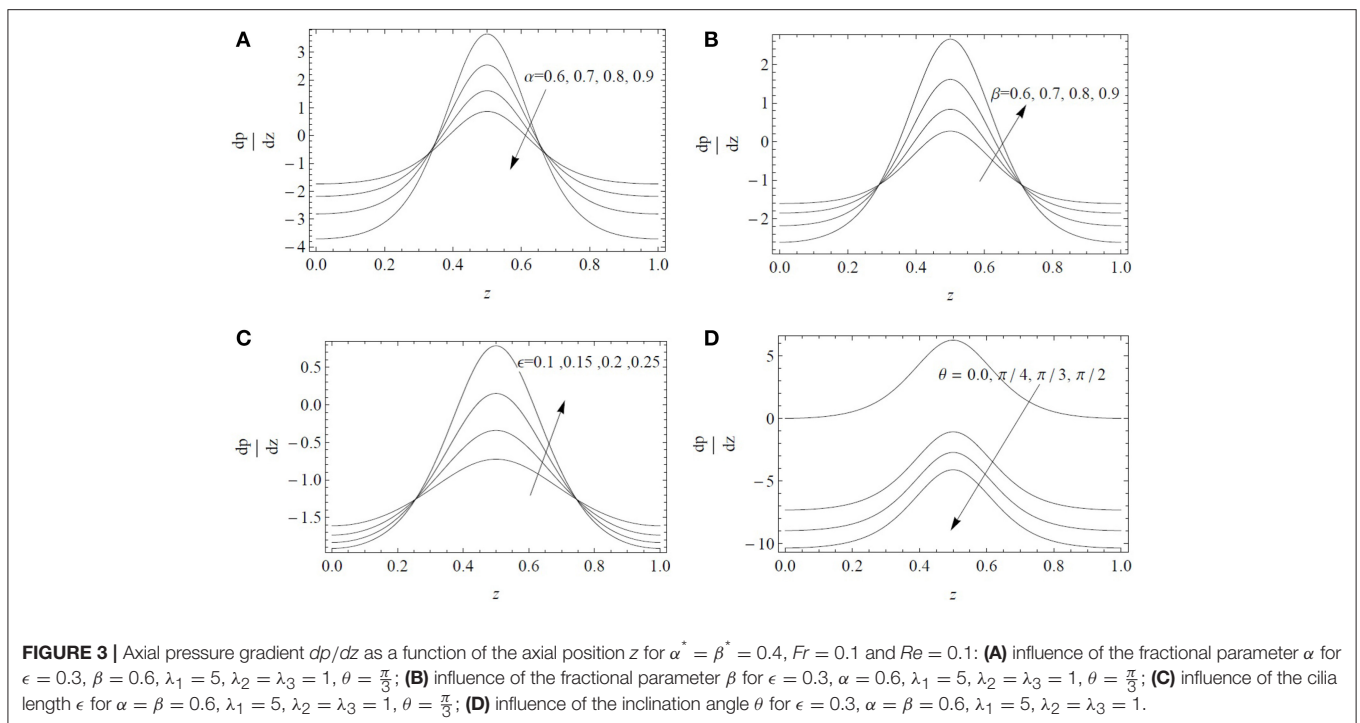 A
3
2
1
0
−1
−2
−3
−4
dp
dz
α=0.6, 0.7, 0.8, 0.9
0.0 0.2 0.4 0.6 0.8 1.0
z
B
2
1
0
−1
−2
dp
dz
β=0.6, 0.7, 0.8, 0.9
0.0 0.2 0.4 0.6 0.8 1.0
z
C
0.5
0.0
−0.5
−1.0
−1.5
dp
dz
ϵ=0.1 ,0.15 ,0.2 ,0.25
0.0 0.2 0.4 0.6 0.8 1.0
z
D
5
0
−5
−10
dp
dz
θ = 0.0, π/4, π/3, π/2
0.0 0.2 0.4 0.6 0.8 1.0
z
FIGURE 3 | Axial pressure gradient dp/dz as a function of the axial position z for α* = β* = 0.4, Fr = 0.1 and Re = 0.1: (A) influence of the fractional parameter α for
ϵ = 0.3, β = 0.6, λ₁ = 5, λ₂ = λ₃ = 1, θ = π/3; (B) influence of the fractional parameter β for ϵ = 0.3, α = 0.6, λ₁ = 5, λ₂ = λ₃ = 1, θ = π/3; (C) influence of the cilia
length ϵ for α = β = 0.6, λ₁ = 5, λ₂ = λ₃ = 1, θ = π/3; (D) influence of the inclination angle θ for ϵ = 0.3, α = β = 0.6, λ₁ = 5, λ₂ = λ₃ = 1.